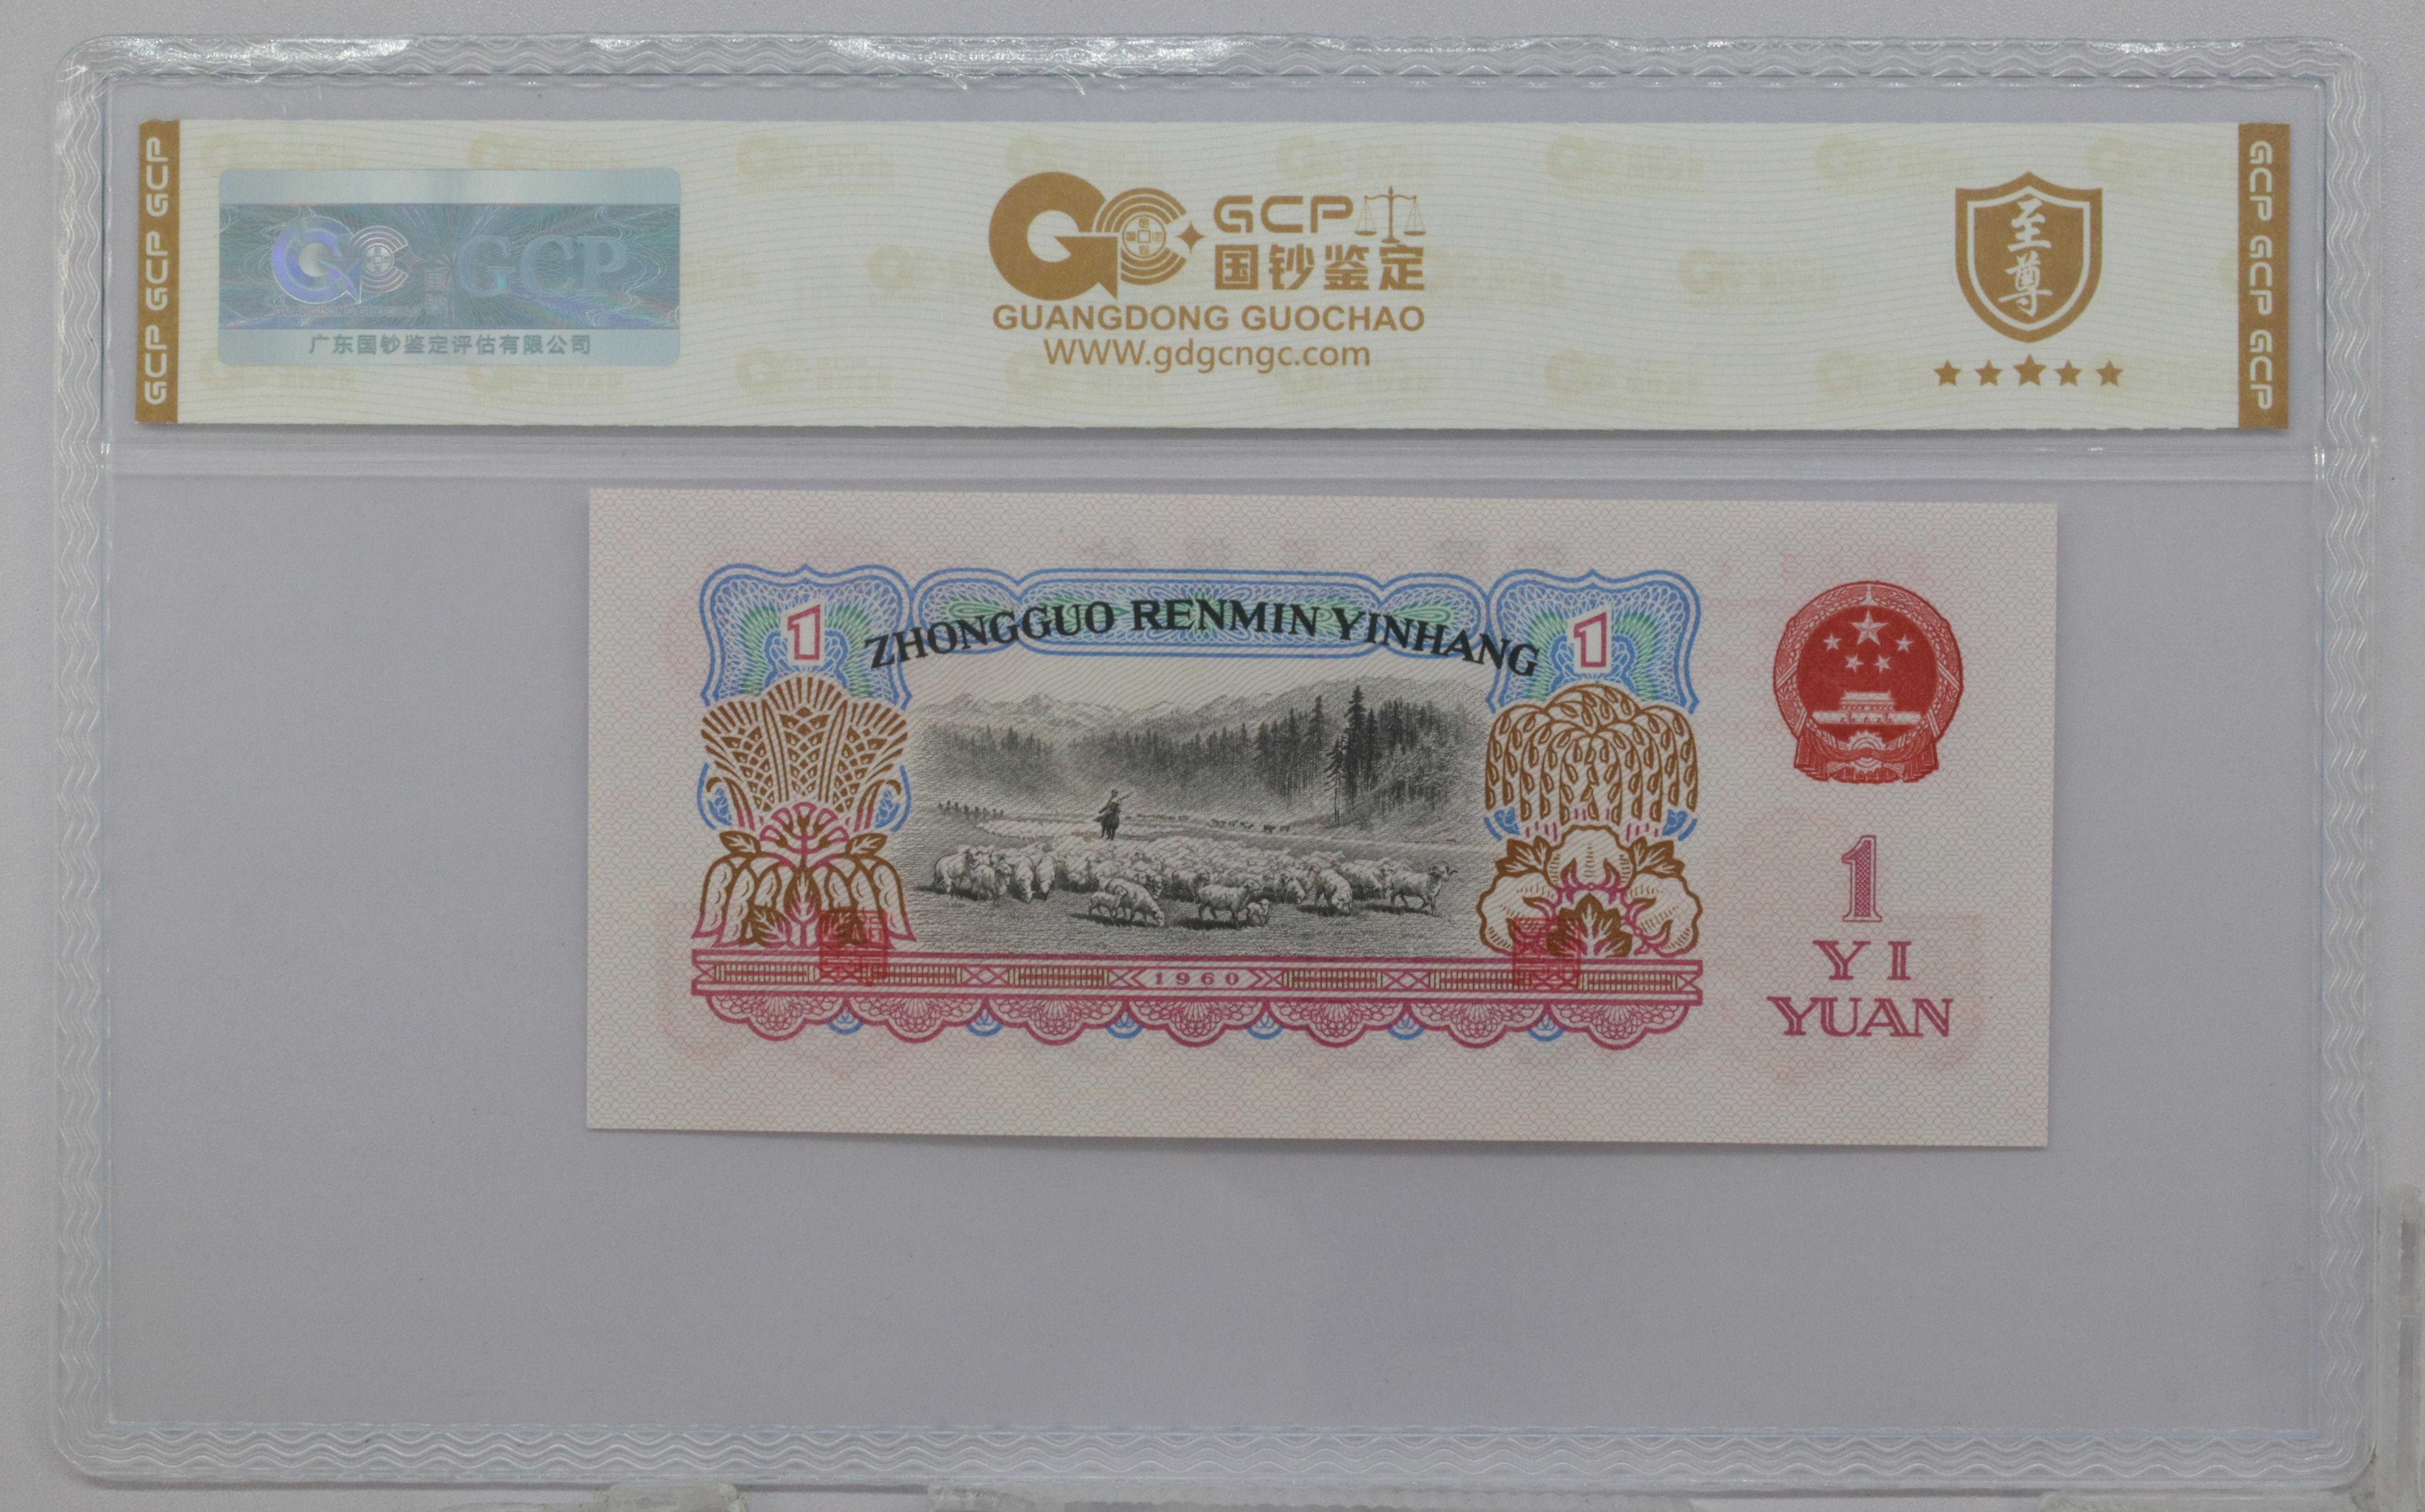 GCP GCP GCP
GCP
广东国钞鉴定评估有限公司
GCP
国钞鉴定
GUANGDONG GUOCHAO
WWW.gdgcngc.com
至尊
GCP GCP GCP
1
ZHONGGUO RENMIN YINHANG
1
1960
1
YI
YUAN